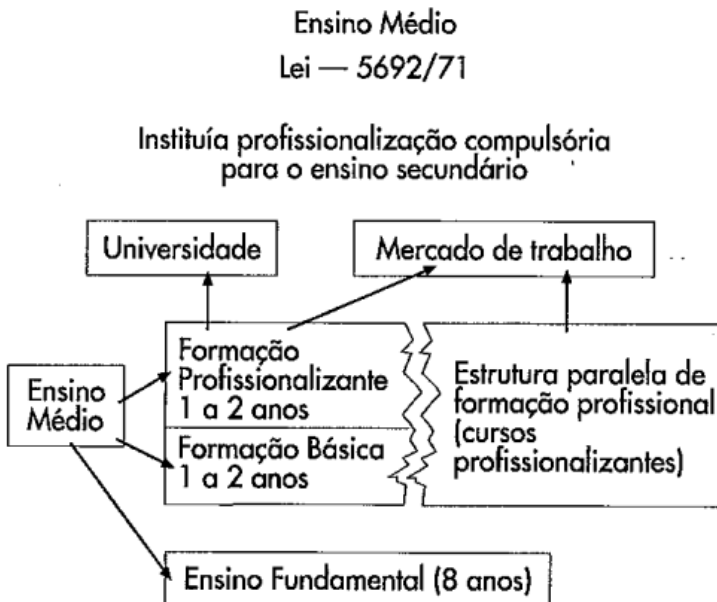 Ensino Médio
Lei — 5692/71
Instituía profissionalização compulsória
para o ensino secundário
Universidade
Mercado de trabalho
Formação
Profissionalizante
1 a 2 anos
Estrutura paralela de
formação profissional
(cursos
profissionalizantes)
Ensino
Médio
Formação Básica
1 a 2 anos
Ensino Fundamental (8 anos)